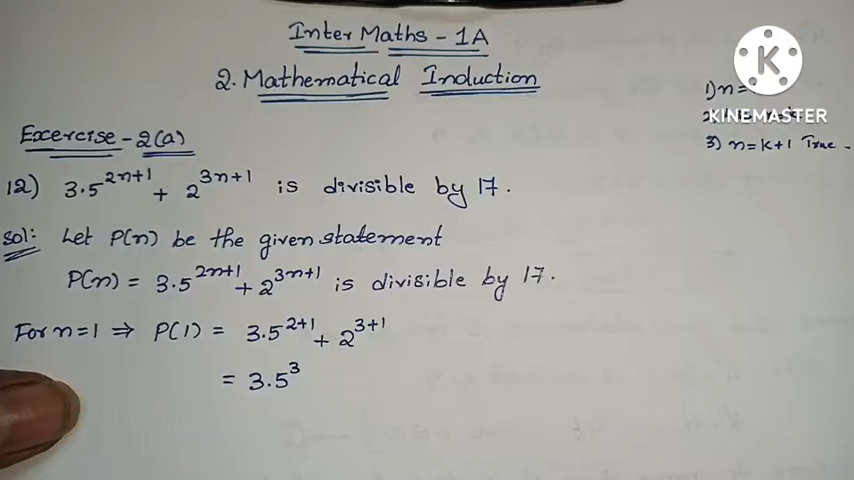 Inter Maths - 1A
2. Mathematical Induction
K
KINEMASTER
1) n =
3) n = k+1 True.
Excercise - 2(a)
12) 3.5^{2n+1} + 2^{3n+1} is divisible by 17.
Sol: Let P(n) be the given statement
P(n) = 3.5^{2n+1} + 2^{3n+1} is divisible by 17.
For n=1 ⇒ P(1) = 3.5^{2+1} + 2^{3+1}
= 3.5^3